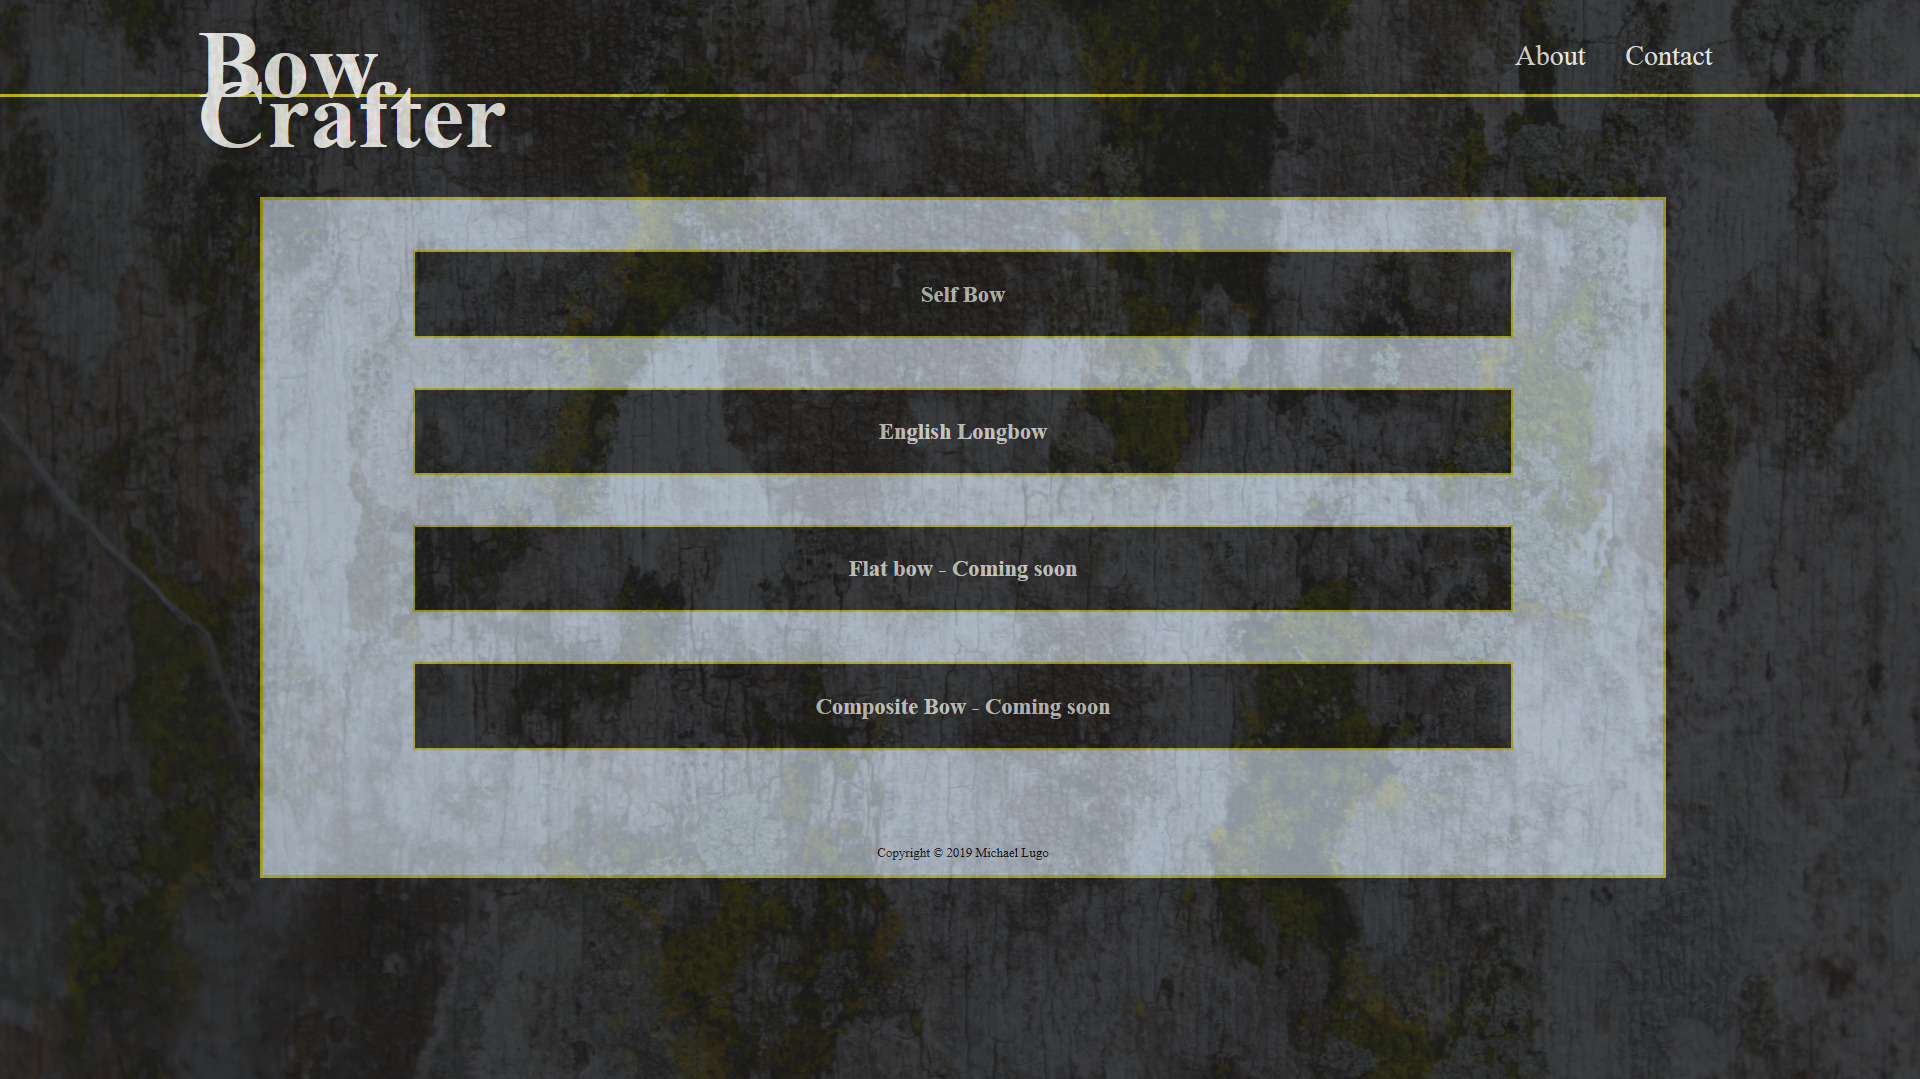 Bow
Crafter
About
Contact
Self Bow
English Longbow
Flat bow - Coming soon
Composite Bow - Coming soon
Copyright © 2019 Michael Lugo